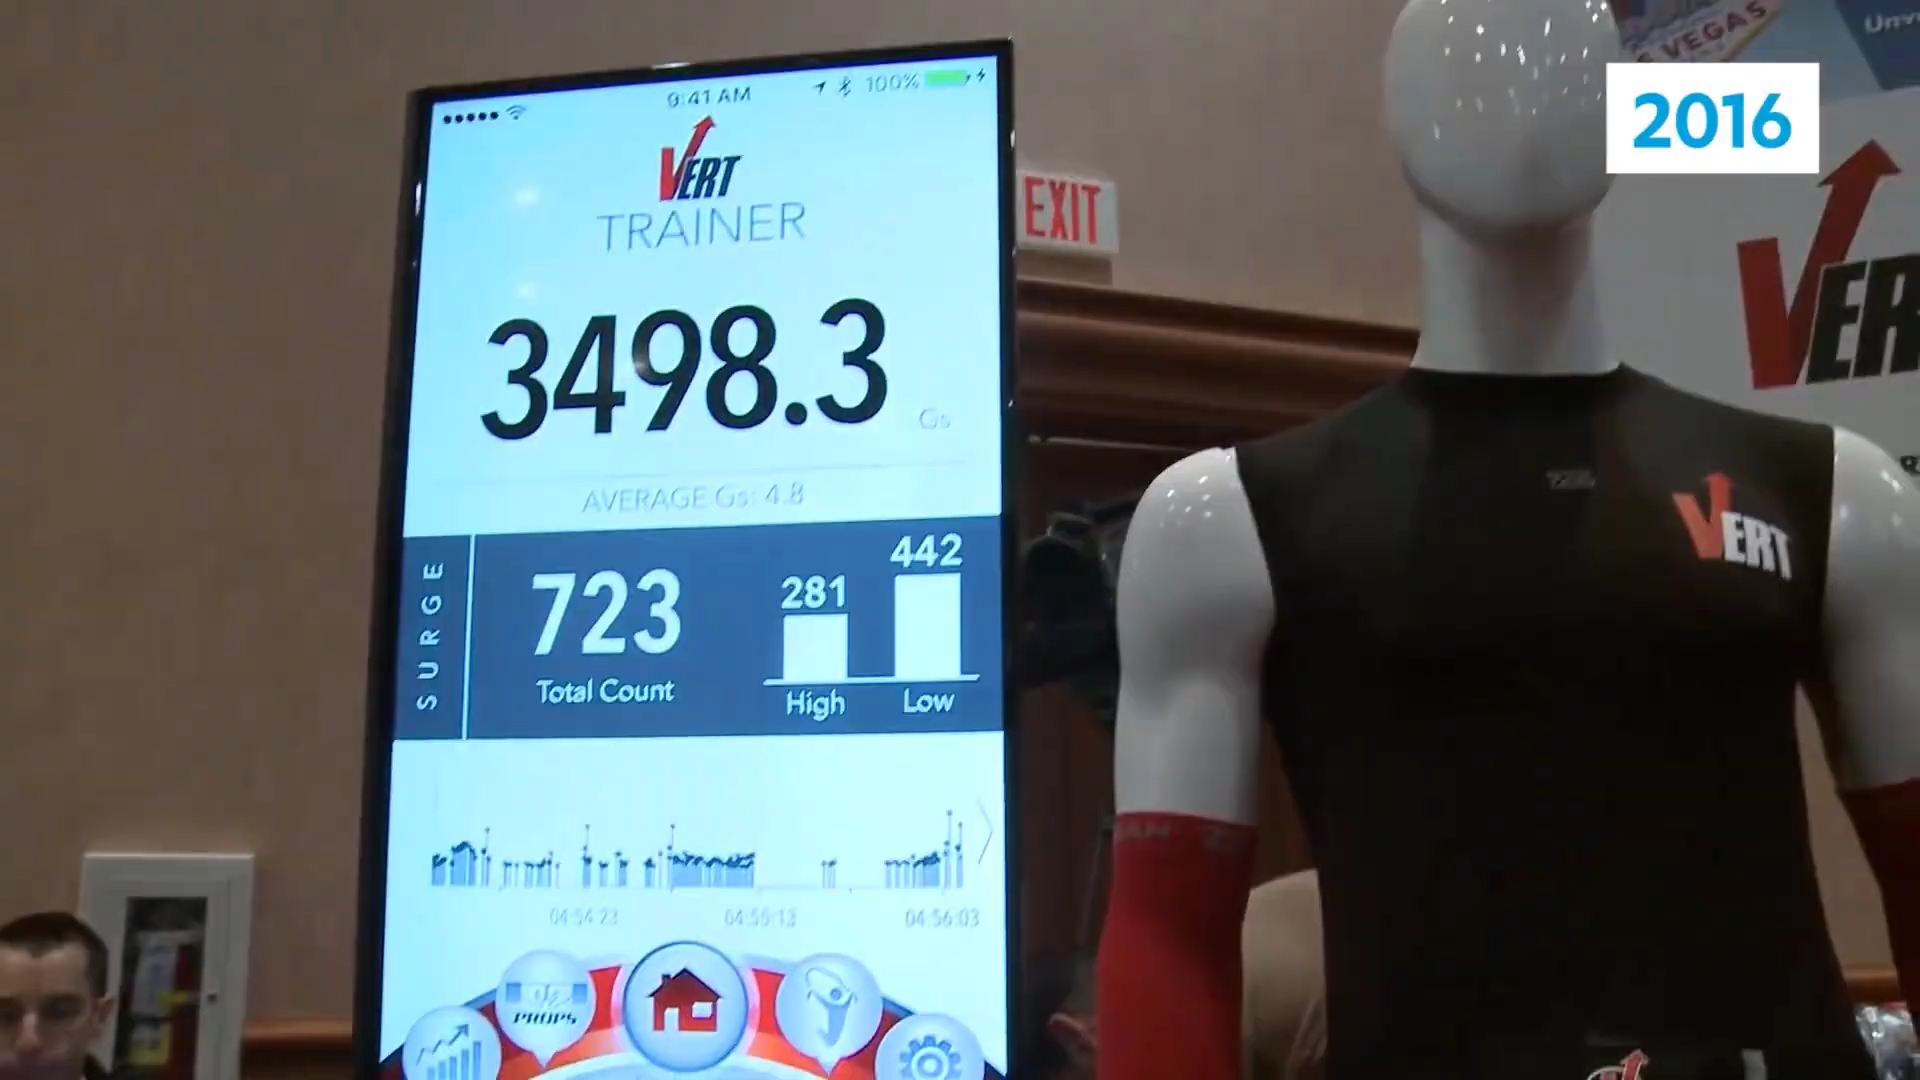 9:41 AM
100%
VERT
TRAINER
3498.3
Gs
AVERAGE Gs: 4.8
SURGE
723
Total Count
281
High
442
Low
04:54:23
04:55:13
04:56:03
PROPS
EXIT
VEGAS
2016
VER
VERT